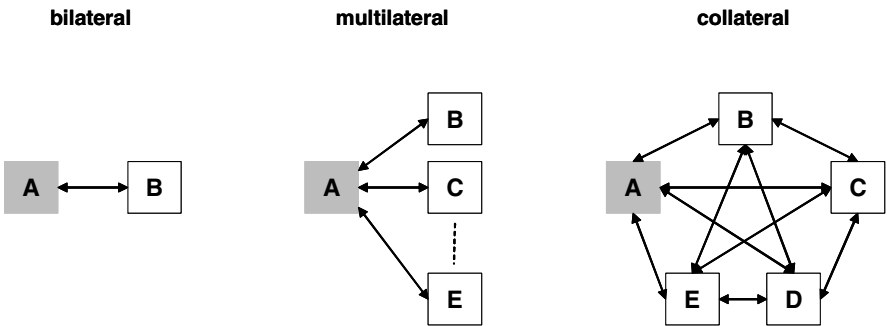 bilateral
A B
multilateral
B
A C
E
collateral
B
A C
E D